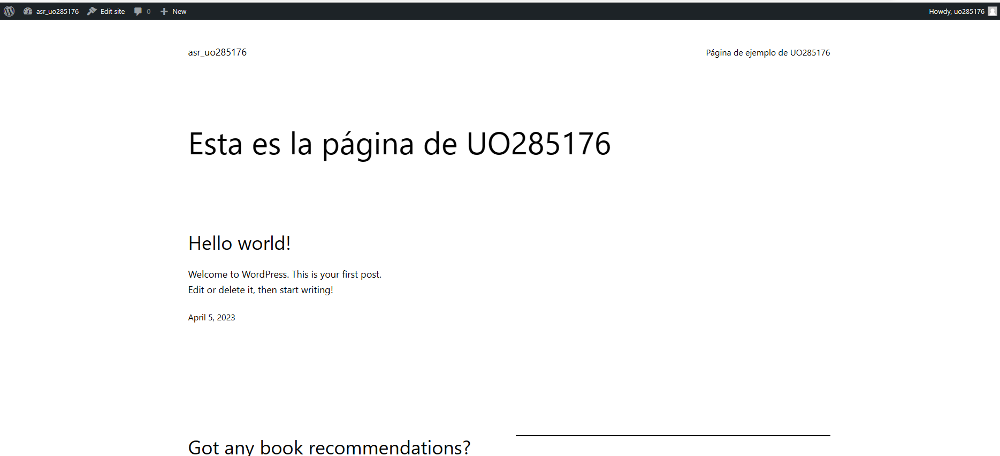 asr_uo285176 Edit site 0 New Howdy, uo285176
asr_uo285176 Página de ejemplo de UO285176
Esta es la página de UO285176
Hello world!
Welcome to WordPress. This is your first post.
Edit or delete it, then start writing!
April 5, 2023
Got any book recommendations?